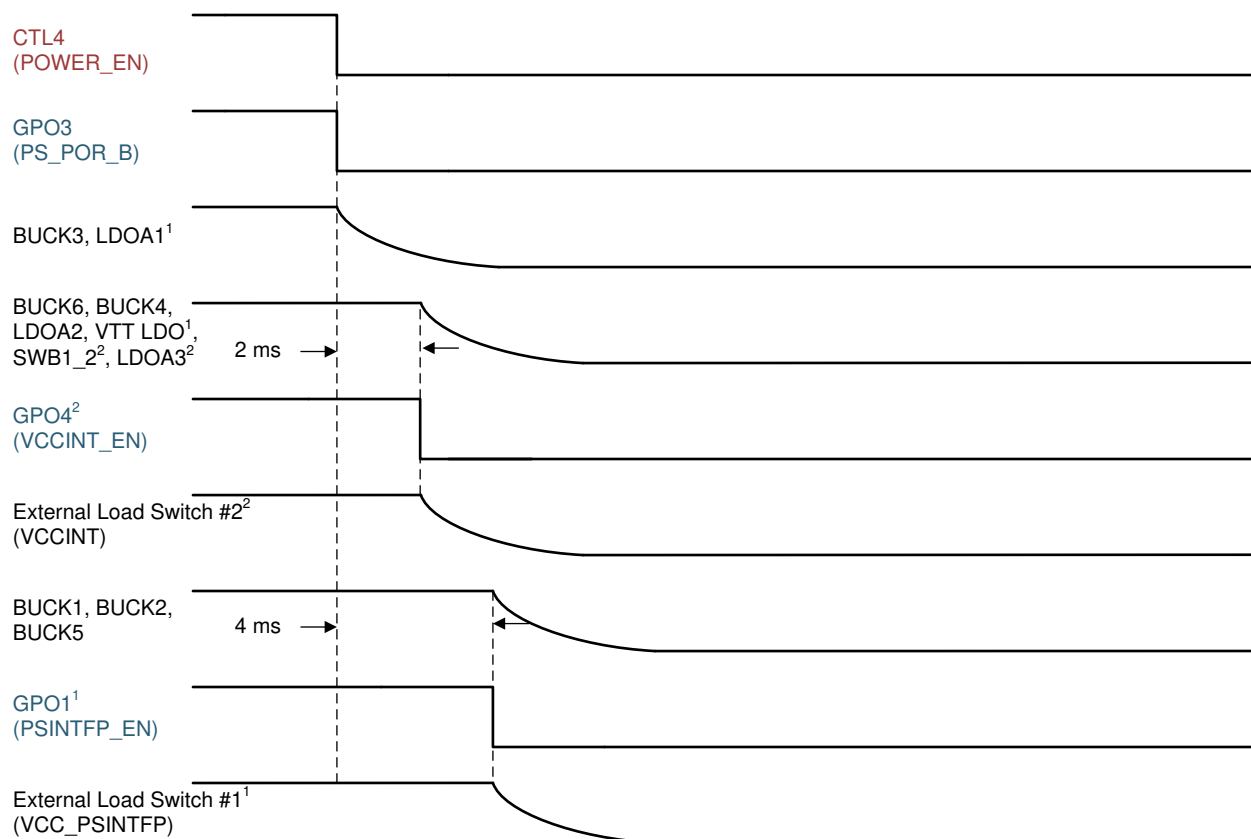 CTL4
(POWER_EN)
GPO3
(PS_POR_B)
BUCK3, LDOA1¹
BUCK6, BUCK4,
LDOA2, VTT LDO¹,
SWB1_2², LDOA3²
2 ms
GPO4²
(VCCINT_EN)
External Load Switch #2²
(VCCINT)
BUCK1, BUCK2,
BUCK5
4 ms
GPO1¹
(PSINTFP_EN)
External Load Switch #1¹
(VCC_PSINTFP)